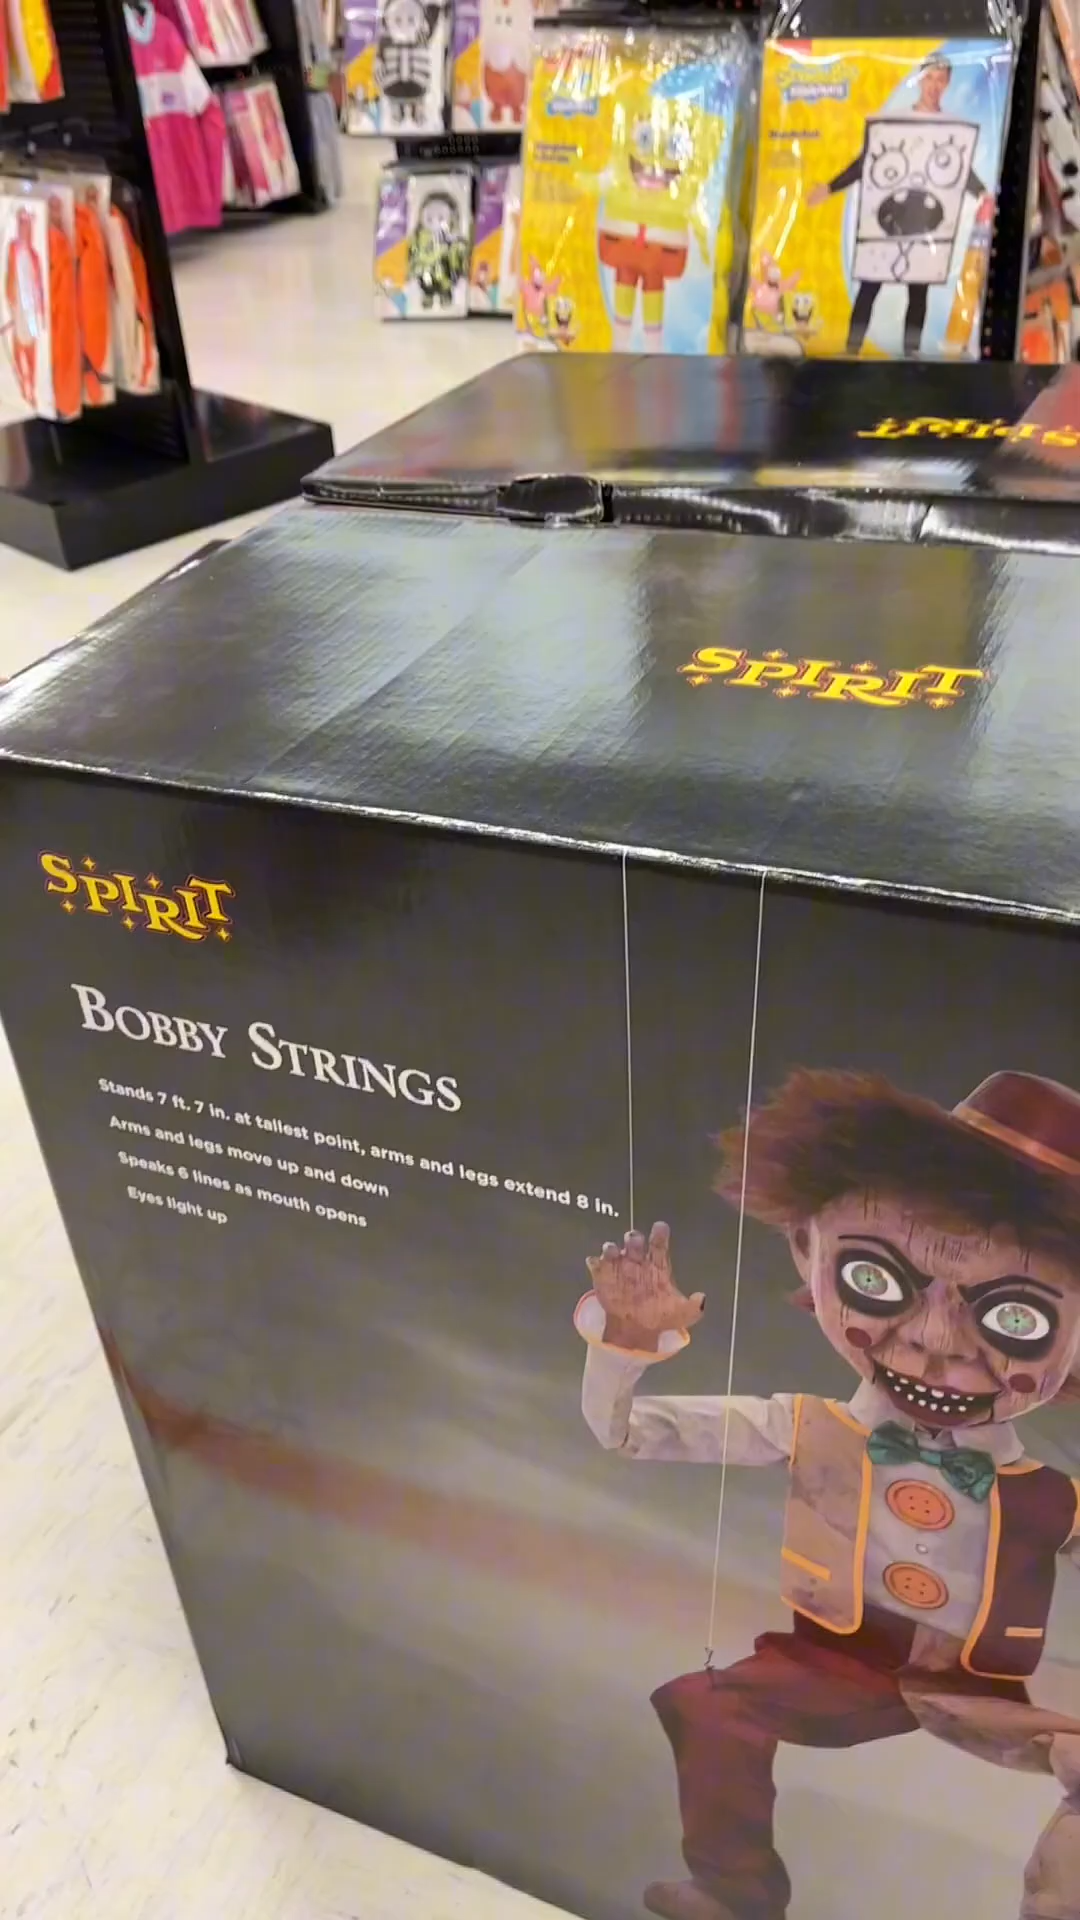 SPIRIT
SPIRIT
SPIRIT
BOBBY STRINGS
Stands 7 ft. 7 in. at tallest point, arms and legs extend 8 in.
Arms and legs move up and down
Speaks 6 lines as mouth opens
Eyes light up